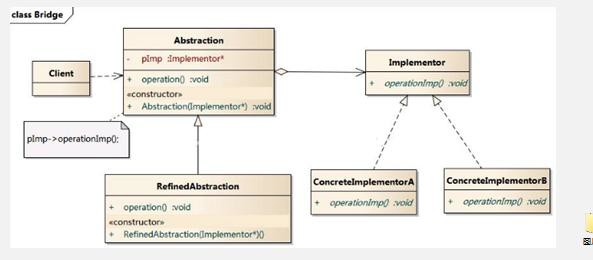 class Bridge
Abstraction
- pImp :Implementor*
+ operation() :void
«constructor»
+ Abstraction(Implementor*) :void
Client
Implementor
+ operationImp() :void
pImp->operationImp();
RefinedAbstraction
+ operation() :void
«constructor»
+ RefinedAbstraction(Implementor*)()
ConcreteImplementorA
+ operationImp() :void
ConcreteImplementorB
+ operationImp() :void